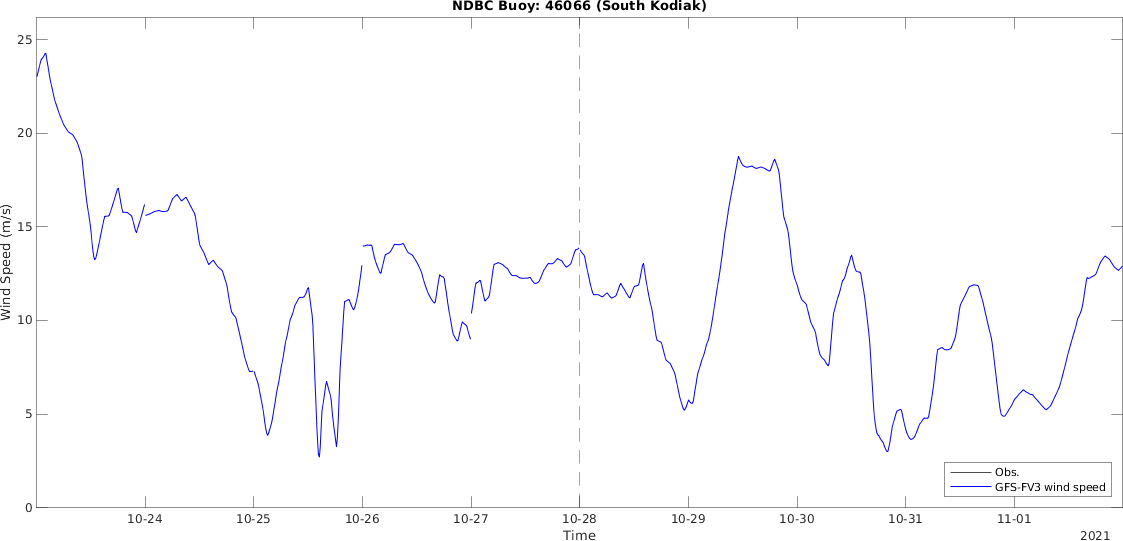 NDBC Buoy: 46066 (South Kodiak)
25
20
15
10
5
0
Wind Speed (m/s)
Obs.
GFS-FV3 wind speed
10-24 10-25 10-26 10-27 10-28 10-29 10-30 10-31 11-01
Time
2021